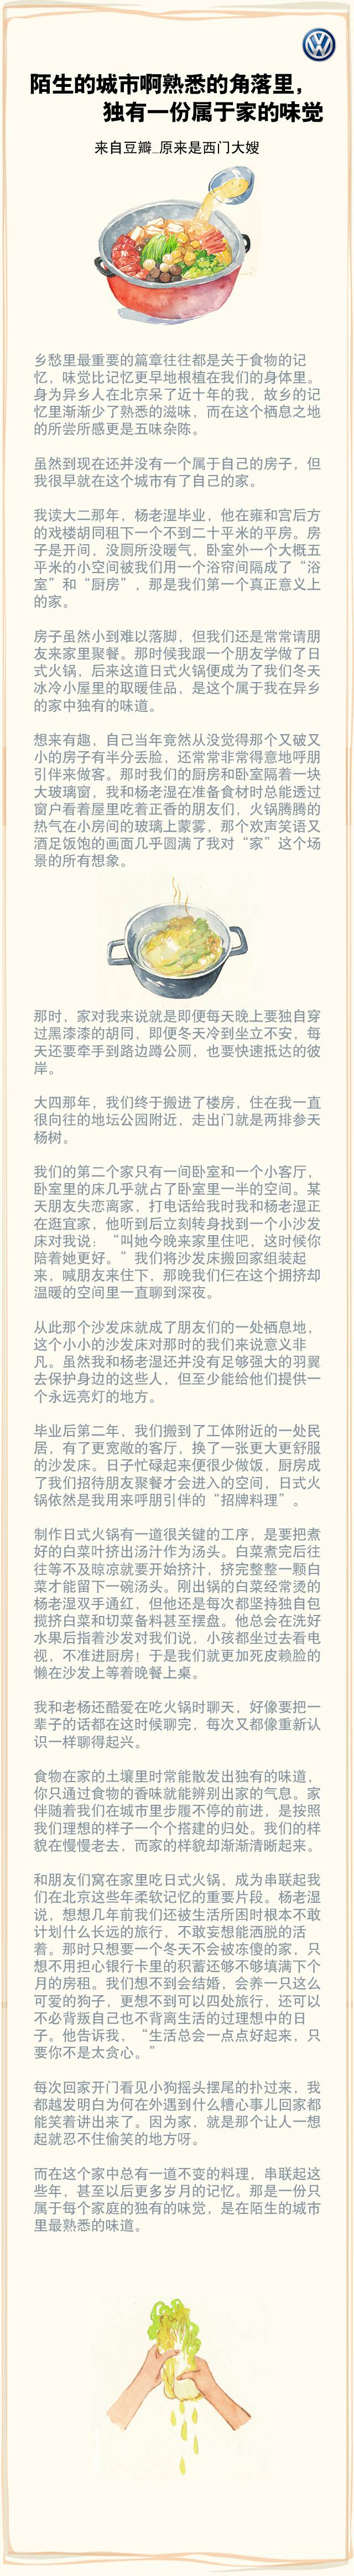 陌生的城市啊熟悉的角落里，
独有一份属于家的味觉
来自豆瓣_原来是西门大嫂
乡愁里最重要的篇章往往都是关于食物的记
忆，味觉比记忆更早地根植在我们的身体里。
身为异乡人在北京呆了近十年的我，故乡的记
忆里渐渐少了熟悉的滋味，而在这个栖息之地
的所尝所感更是五味杂陈。
虽然到现在还并没有一个属于自己的房子，但
我很早就在这个城市有了自己的家。
我读大二那年，杨老湿毕业，他在雍和宫后方
的戏楼胡同租下一个不到二十平米的平房。房
子是开间，没厕所没暖气，卧室外一个大概五
平米的小空间被我们用一个浴帘间隔成了“浴
室”和“厨房”，那是我们第一个真正意义上
的家。
房子虽然小到难以落脚，但我们还是常常请朋
友来家里聚餐。那时候我跟一个朋友学做了日
式火锅，后来这道日式火锅便成为了我们冬天
冰冷小屋里的取暖佳品，是这个属于我在异乡
的家中独有的味道。
想来有趣，自己当年竟然从没觉得那个又破又
小的房子有半分丢脸，还常常非常得意地呼朋
引伴来做客。那时我们的厨房和卧室隔着一块
大玻璃窗，我和杨老湿在准备食材时总能透过
窗户看着屋里吃着正香的朋友们，火锅腾腾的
热气在小房间的玻璃上蒙雾，那个欢声笑语又
酒足饭饱的画面几乎圆满了我对“家”这个场
景的所有想象。
那时，家对我来说就是即便每天晚上要独自穿
过黑漆漆的胡同，即便冬天冷到坐立不安，每
天还要牵手到路边蹲公厕，也要快速抵达的彼
岸。
大四那年，我们终于搬进了楼房，住在我一直
很向往的地坛公园附近，走出门就是两排参天
杨树。
我们的第二个家只有一间卧室和一个小客厅，
卧室里的床几乎就占了卧室里一半的空间。某
天朋友失恋离家，打电话给我时我和杨老湿正
在逛宜家，他听到后立刻转身找到一个小沙发
床对我说：“叫她今晚来家里住吧，这时候你
陪着她更好。”我们将沙发床搬回家组装起
来，喊朋友来住下，那晚我们仨在这个拥挤却
温暖的空间里一直聊到深夜。
从此那个沙发床就成了朋友们的一处栖息地，
这个小小的沙发床对那时的我们来说意义非
凡。虽然我和杨老湿还并没有足够强大的羽翼
去保护身边的这些人，但至少能给他们提供一
个永远亮灯的地方。
毕业后第二年，我们搬到了工体附近的一处民
居，有了更宽敞的客厅，换了一张更大更舒服
的沙发床。日子忙碌起来便很少做饭，厨房成
了我们招待朋友聚餐才会进入的空间，日式火
锅依然是我用来呼朋引伴的“招牌料理”。
制作日式火锅有一道很关键的工序，是要把煮
好的白菜叶挤出汤汁作为汤头。白菜煮完后往
往等不及晾凉就要开始挤汁，挤完整整一颗白
菜才能留下一碗汤头。刚出锅的白菜经常烫的
杨老湿双手通红，但他还是每次都坚持独自包
揽挤白菜和切菜备料甚至摆盘。他总会在洗好
水果后指着沙发对我们说，小孩都坐过去看电
视，不准进厨房！于是我们就更加死皮赖脸的
懒在沙发上等着晚餐上桌。
我和老杨还酷爱在吃火锅时聊天，好像要把一
辈子的话都在这时候聊完，每次又都像重新认
识一样聊得起兴。
食物在家的土壤里时常能散发出独有的味道，
你只通过食物的香味就能辨别出家的气息。家
伴随着我们在城市里步履不停的前进，是按照
我们理想的样子一个个搭建的归处。我们的样
貌在慢慢老去，而家的样貌却渐渐清晰起来。
和朋友们窝在家里吃日式火锅，成为串联起我
们在北京这些年柔软记忆的重要片段。杨老湿
说，想想几年前我们还被生活所困时根本不敢
计划什么长远的旅行，不敢妄想能洒脱的活
着。那时只想要一个冬天不会被冻傻的家，只
想不用担心银行卡里的积蓄还够不够填满下个
月的房租。我们想不到会结婚，会养一只这么
可爱的狗子，更想不到可以四处旅行，还可以
不必背叛自己也不背离生活的过理想中的日
子。他告诉我，“生活总会一点点好起来，只
要你不是太贪心。”
每次回家开门看见小狗摇头摆尾的扑过来，我
都越发明白为何在外遇到什么糟心事儿回家都
能笑着讲出来了。因为家，就是那个让人一想
起就忍不住偷笑的地方呀。
而在这个家中总有一道不变的料理，串联起这
些年，甚至以后更多岁月的记忆。那是一份只
属于每个家庭的独有的味觉，是在陌生的城市
里最熟悉的味道。